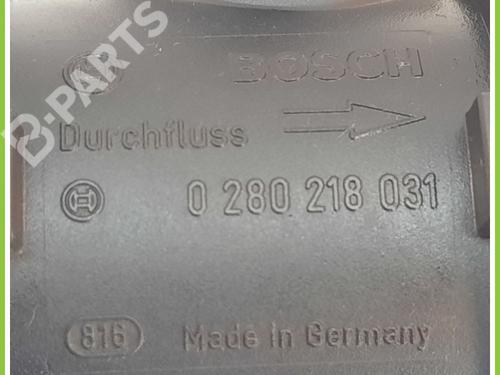 BOSCH
Durchfluss
0 280 218 031
816 Made in Germany
B-PARTS